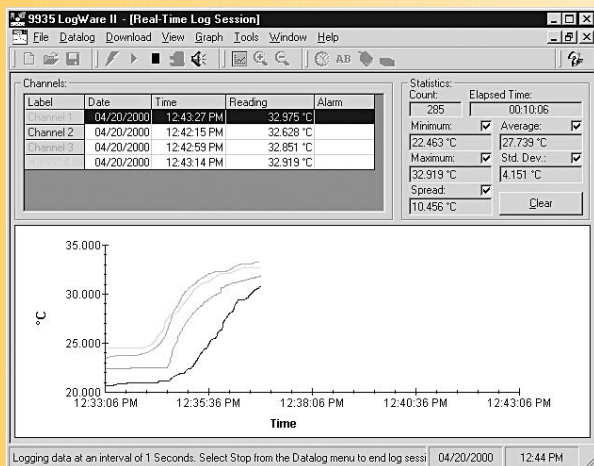 9935 LogWare II - [Real-Time Log Session]
File Datalog Download View Graph Tools Window Help
AB
Channels:
Label Date Time Reading Alarm
Channel 1 04/20/2000 12:43:27 PM 32.975 °C
Channel 2 04/20/2000 12:42:15 PM 32.628 °C
Channel 3 04/20/2000 12:42:59 PM 32.851 °C
04/20/2000 12:43:14 PM 32.919 °C
Statistics:
Count: Elapsed Time:
285 00:10:06
Minimum: Average:
22.463 °C 27.739 °C
Maximum: Std. Dev.:
32.919 °C 4.151 °C
Spread:
10.456 °C Clear
35.000
30.000
°C
25.000
20.000
12:33:06 PM 12:35:36 PM 12:38:06 PM 12:40:36 PM 12:43:06 PM
Time
Logging data at an interval of 1 Seconds. Select Stop from the Datalog menu to end log sessi 04/20/2000 12:44 PM